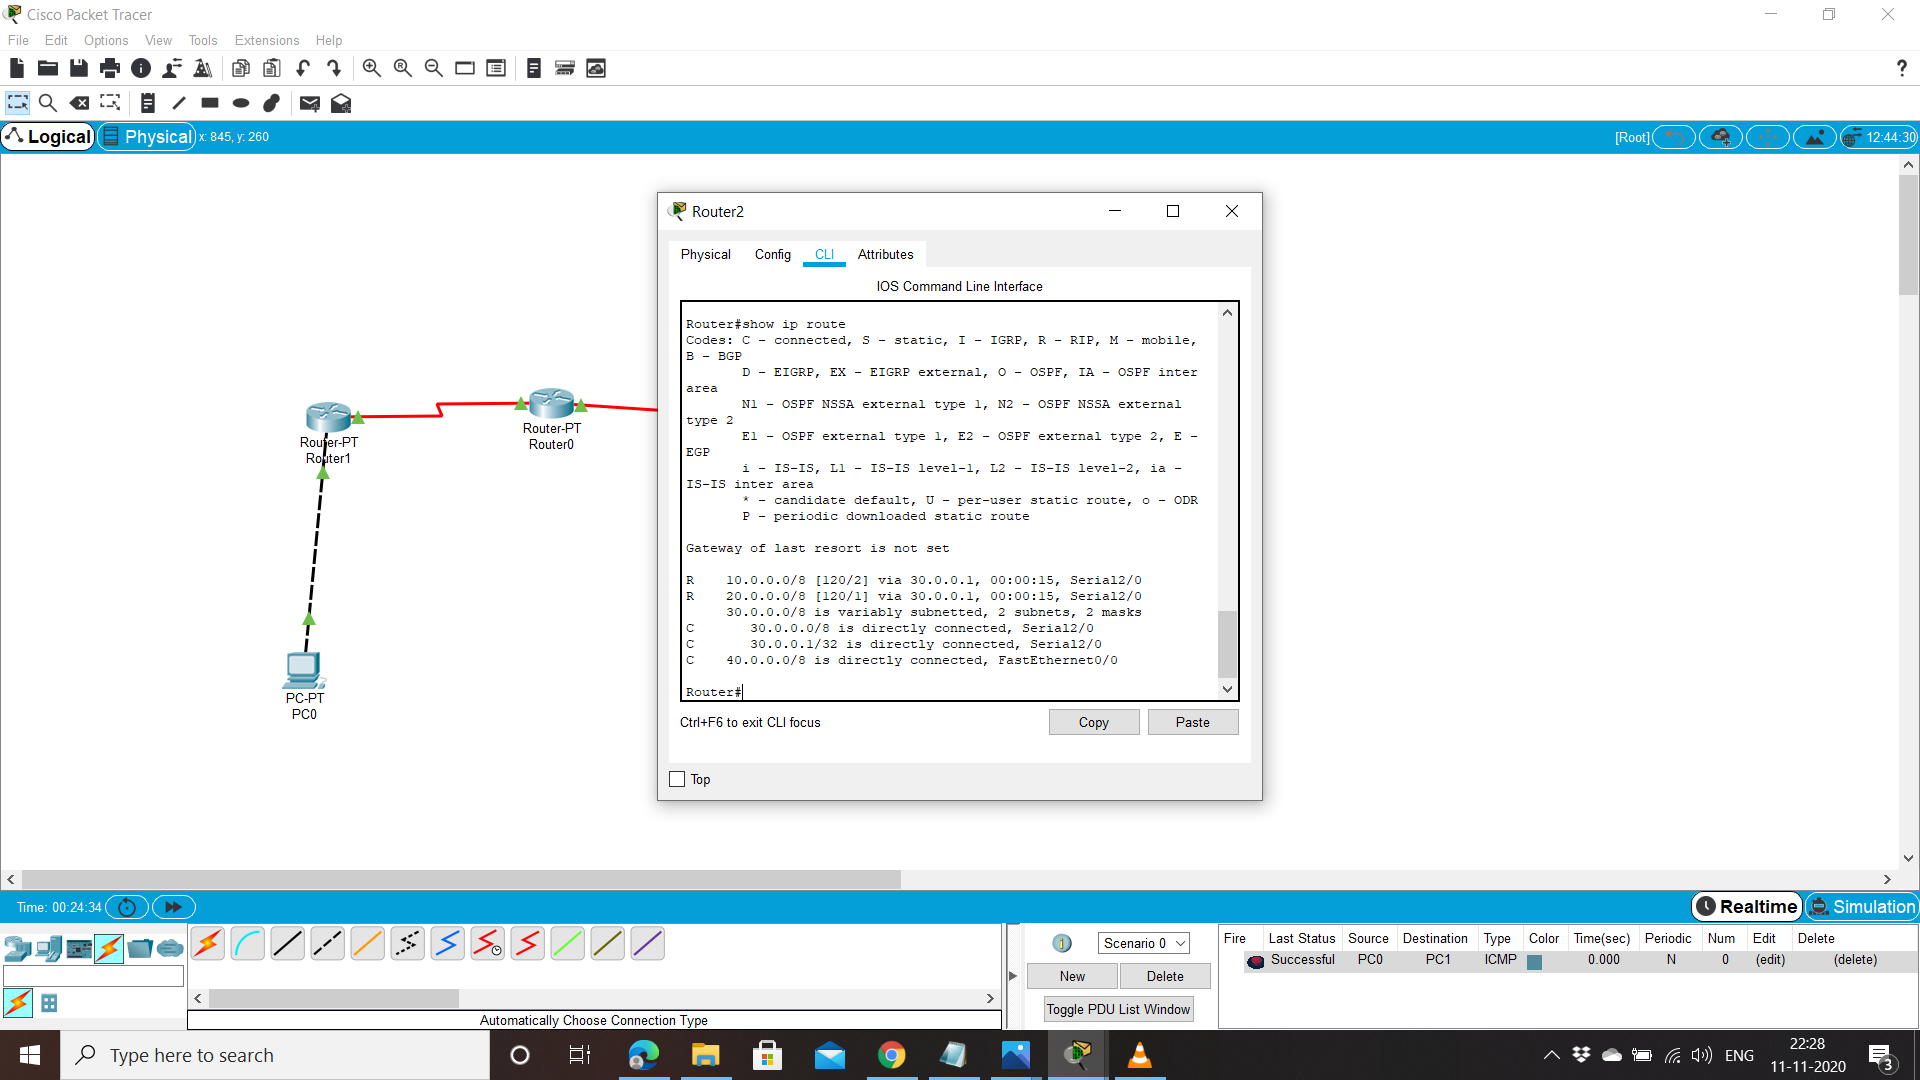 Cisco Packet Tracer
File Edit Options View Tools Extensions Help
?
Logical Physical x: 845, y: 260 [Root] 12:44:30
Router-PT
Router1
Router-PT
Router0
PC-PT
PC0
Router2
Physical Config CLI Attributes
IOS Command Line Interface
Router#show ip route
Codes: C - connected, S - static, I - IGRP, R - RIP, M - mobile,
B - BGP
D - EIGRP, EX - EIGRP external, O - OSPF, IA - OSPF inter
area
N1 - OSPF NSSA external type 1, N2 - OSPF NSSA external
type 2
E1 - OSPF external type 1, E2 - OSPF external type 2, E -
EGP
i - IS-IS, L1 - IS-IS level-1, L2 - IS-IS level-2, ia -
IS-IS inter area
* - candidate default, U - per-user static route, o - ODR
P - periodic downloaded static route
Gateway of last resort is not set
R 10.0.0.0/8 [120/2] via 30.0.0.1, 00:00:15, Serial2/0
R 20.0.0.0/8 [120/1] via 30.0.0.1, 00:00:15, Serial2/0
30.0.0.0/8 is variably subnetted, 2 subnets, 2 masks
C 30.0.0.0/8 is directly connected, Serial2/0
C 30.0.0.1/32 is directly connected, Serial2/0
C 40.0.0.0/8 is directly connected, FastEthernet0/0
Router#
Ctrl+F6 to exit CLI focus Copy Paste
Top
Time: 00:24:34 Realtime Simulation
Automatically Choose Connection Type
Scenario 0
New Delete
Toggle PDU List Window
Fire Last Status Source Destination Type Color Time(sec) Periodic Num Edit Delete
Successful PC0 PC1 ICMP 0.000 N 0 (edit) (delete)
Type here to search
ENG
22:28
11-11-2020
3